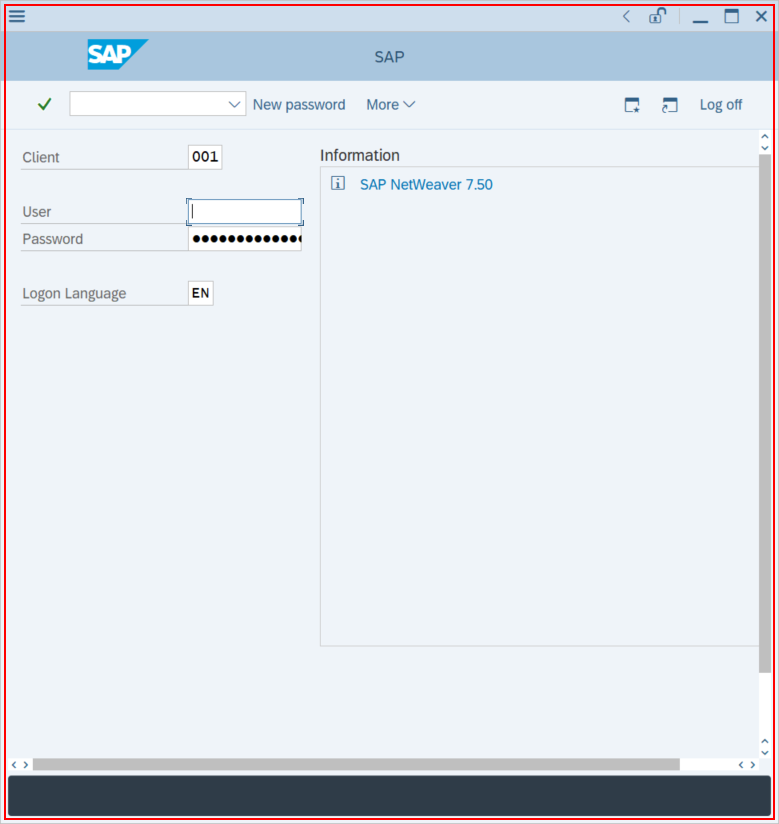 SAP
SAP
New password
More
Log off
Client
001
Information
SAP NetWeaver 7.50
User
Password
Logon Language
EN